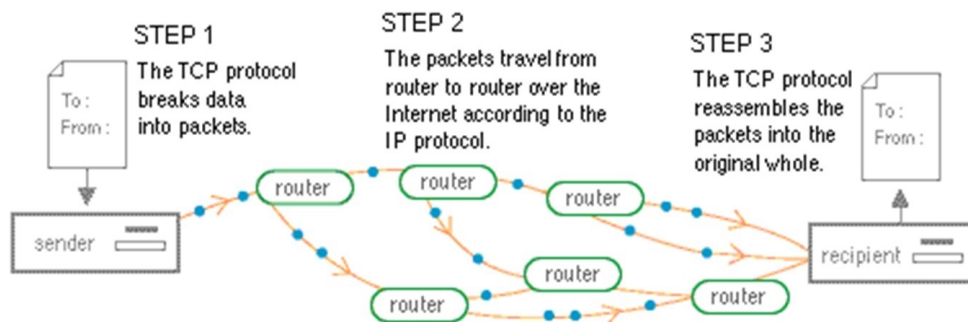 STEP 1
The TCP protocol
breaks data
into packets.
STEP 2
The packets travel from
router to router over the
Internet according to the
IP protocol.
STEP 3
The TCP protocol
reassembles the
packets into the
original whole.
To :
From :
To :
From :
router
router
router
sender
recipient
router
router
router